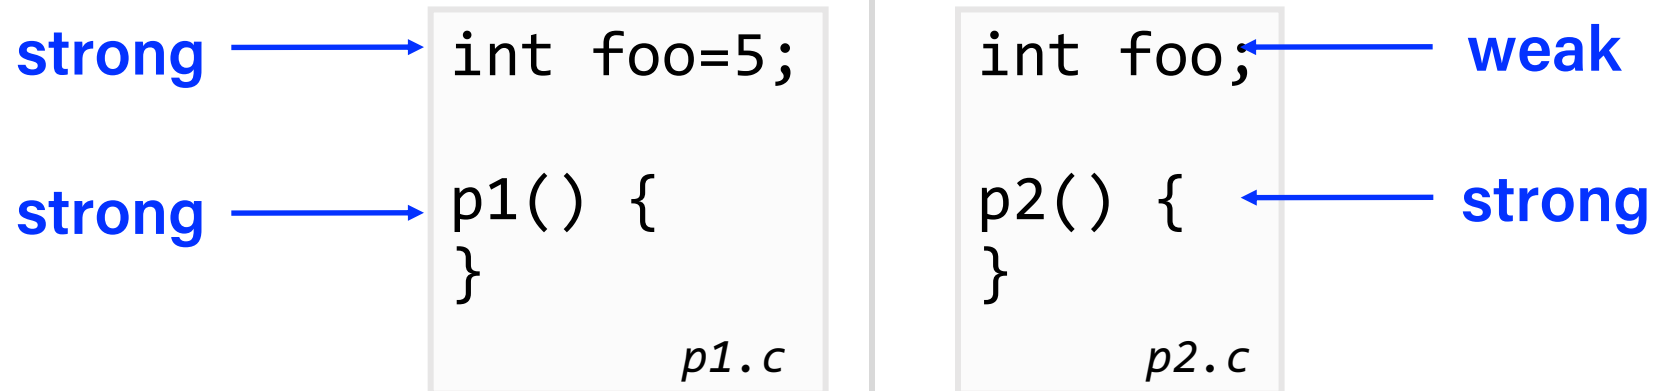 strong
int foo=5;
strong
p1() {
}
p1.c
int foo;
weak
p2() {
strong
}
p2.c